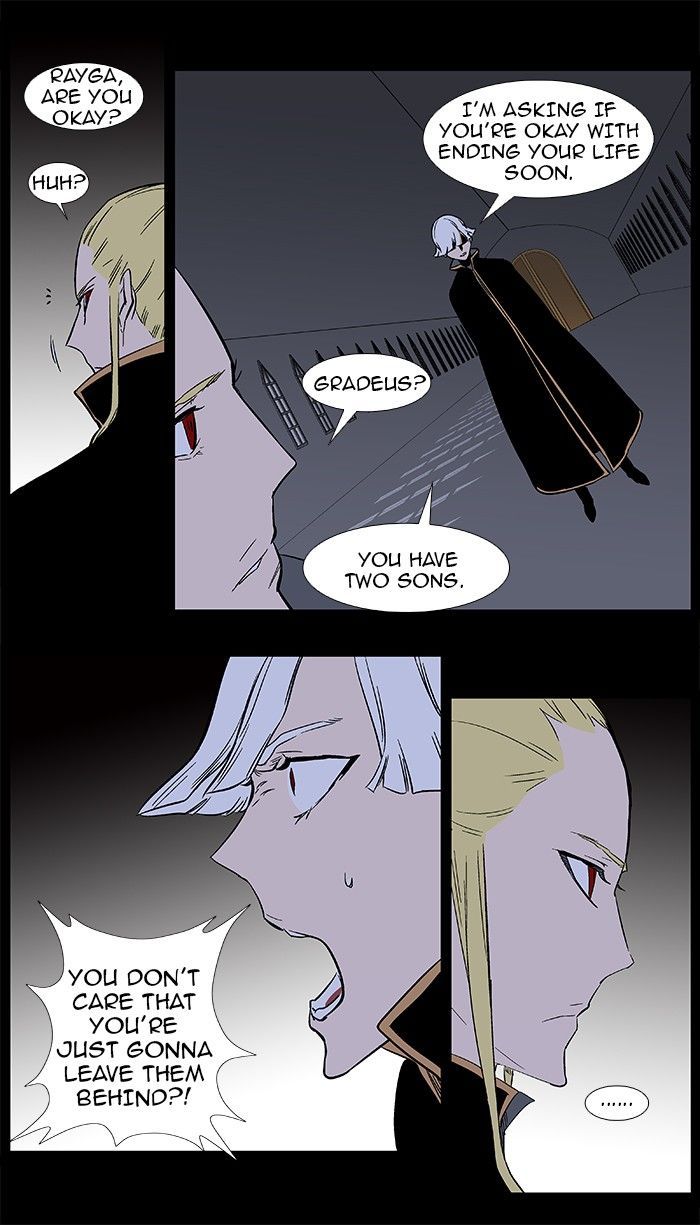 RAYGA,
ARE YOU
OKAY?
HUH?
I'M ASKING IF
YOU'RE OKAY WITH
ENDING YOUR LIFE
SOON.
GRADEUS?
YOU HAVE
TWO SONS.
YOU DON'T
CARE THAT
YOU'RE
JUST GONNA
LEAVE THEM
BEHIND?!
......